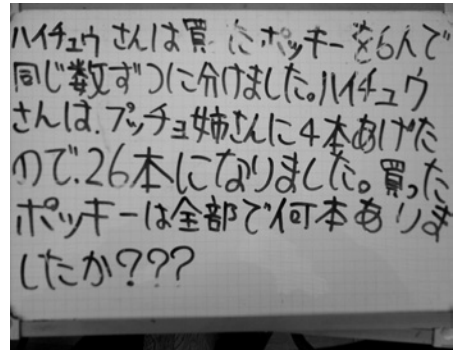 ハイチュウさんは買 たポッキーを6人で
同じ数ずつに分けました。ハイチュウ
さんは、プッチョ姉さんに4本あげた
ので、26本になりました。買った
ポッキーは全部で何本ありま
したか???